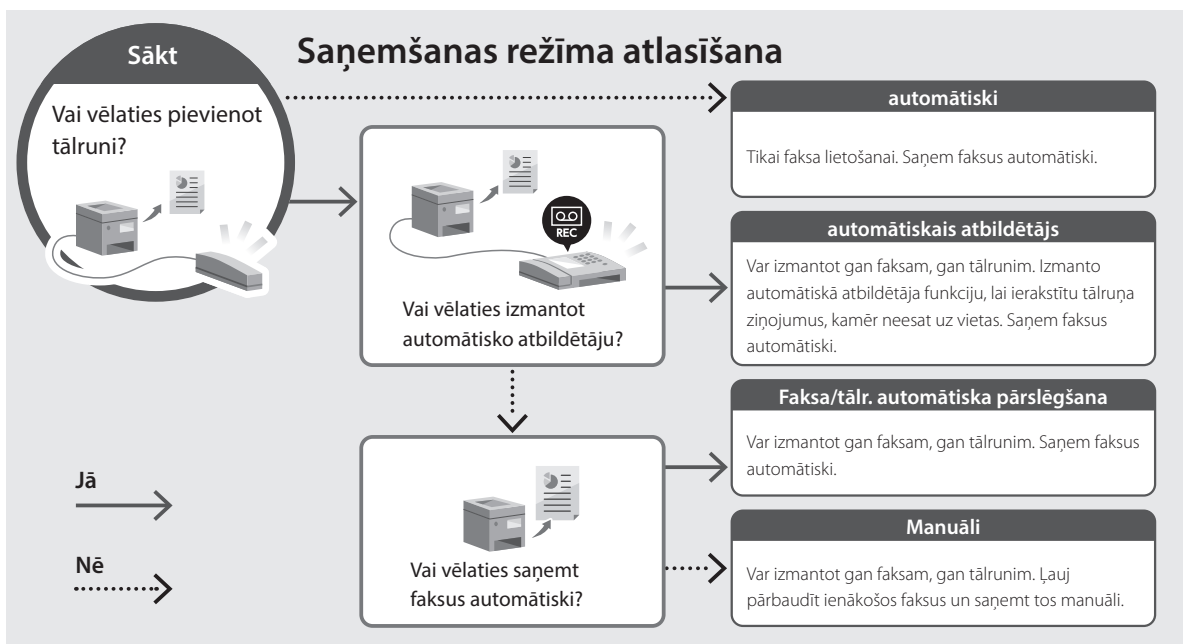 Saņemšanas režīma atlasīšana
Sākt
Vai vēlaties pievienot
tālruni?
REC
Vai vēlaties izmantot
automātisko atbildētāju?
Vai vēlaties saņemt
faksus automātiski?
automātiski
Tikai faksa lietošanai. Saņem faksus automātiski.
automātiskais atbildētājs
Var izmantot gan faksam, gan tālrunim. Izmanto
automātiskā atbildētāja funkciju, lai ierakstītu tālruņa
ziņojumus, kamēr neesat uz vietas. Saņem faksus
automātiski.
Faksa/tālr. automātiska pārslēgšana
Var izmantot gan faksam, gan tālrunim. Saņem faksus
automātiski.
Manuāli
Var izmantot gan faksam, gan tālrunim. Ļauj
pārbaudīt ienākošos faksus un saņemt tos manuāli.
Jā
Nē